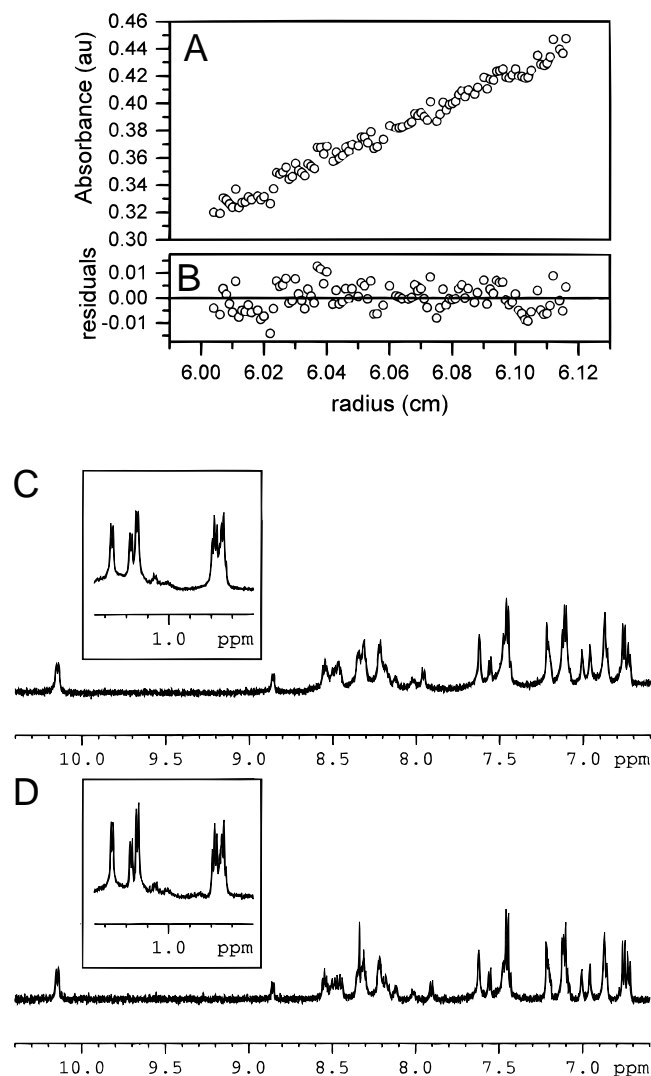 A
Absorbance (au)
0.46
0.44
0.42
0.40
0.38
0.36
0.34
0.32
0.30
B
residuals
0.01
0.00
-0.01
6.00 6.02 6.04 6.06 6.08 6.10 6.12
radius (cm)
C
1.0 ppm
10.0 9.5 9.0 8.5 8.0 7.5 7.0 ppm
D
1.0 ppm
10.0 9.5 9.0 8.5 8.0 7.5 7.0 ppm